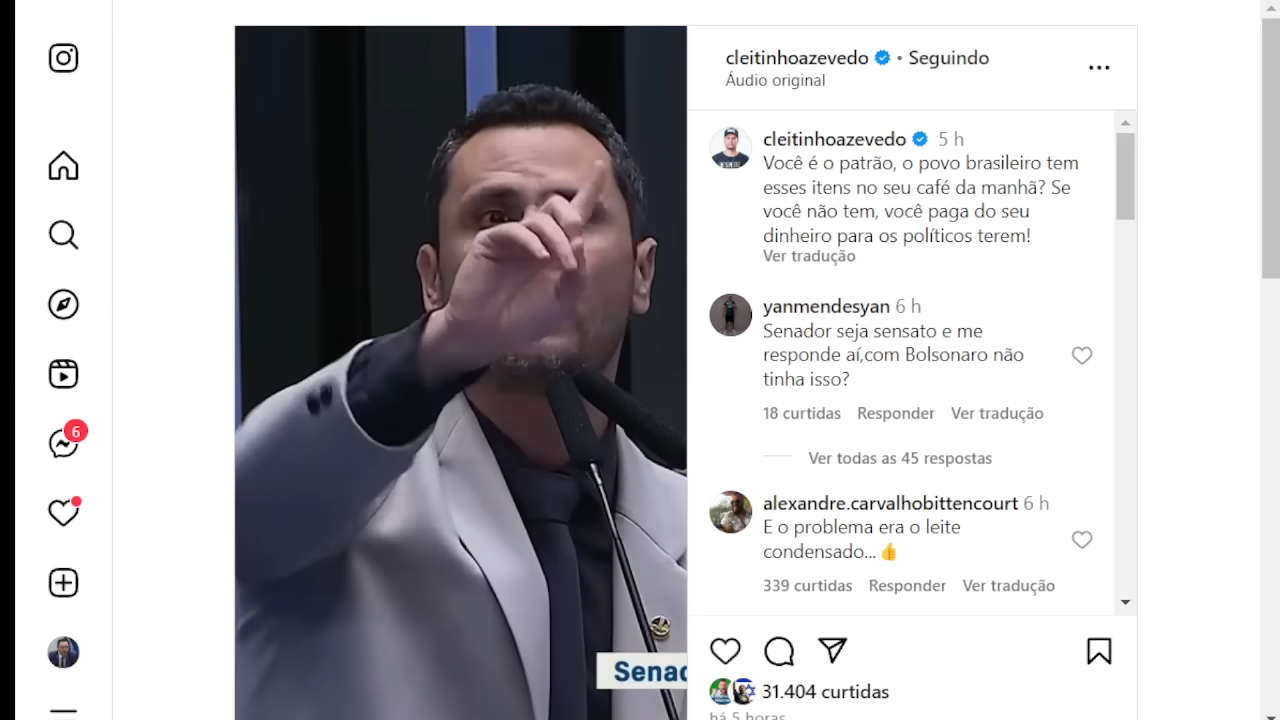 cleitinhoazevedo • Seguindo
Áudio original
cleitinhoazevedo 5 h
Você é o patrão, o povo brasileiro tem
esses itens no seu café da manhã? Se
você não tem, você paga do seu
dinheiro para os políticos terem!
Ver tradução
yanmendesyan 6 h
Senador seja sensato e me
responde aí,com Bolsonaro não
tinha isso?
18 curtidas Responder Ver tradução
Ver todas as 45 respostas
alexandre.carvalhobittencourt 6 h
E o problema era o leite
condensado...👍
339 curtidas Responder Ver tradução
6
Senad
31.404 curtidas
há 5 horas